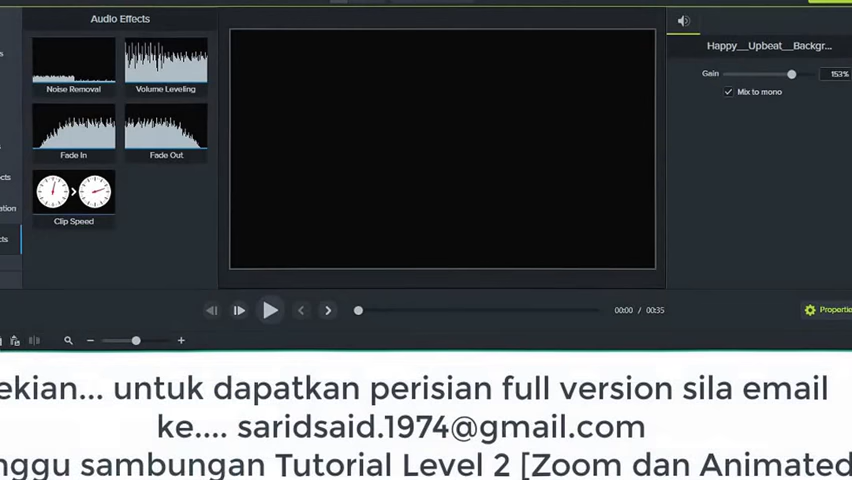 Audio Effects
Noise Removal
Volume Leveling
Fade In
Fade Out
Clip Speed
Happy__Upbeat__Backgr...
Gain
153%
Mix to mono
00:00 / 00:35
Properti
ekian... untuk dapatkan perisian full version sila email
ke.... saridsaid.1974@gmail.com
nggu sambungan Tutorial Level 2 [Zoom dan Animated